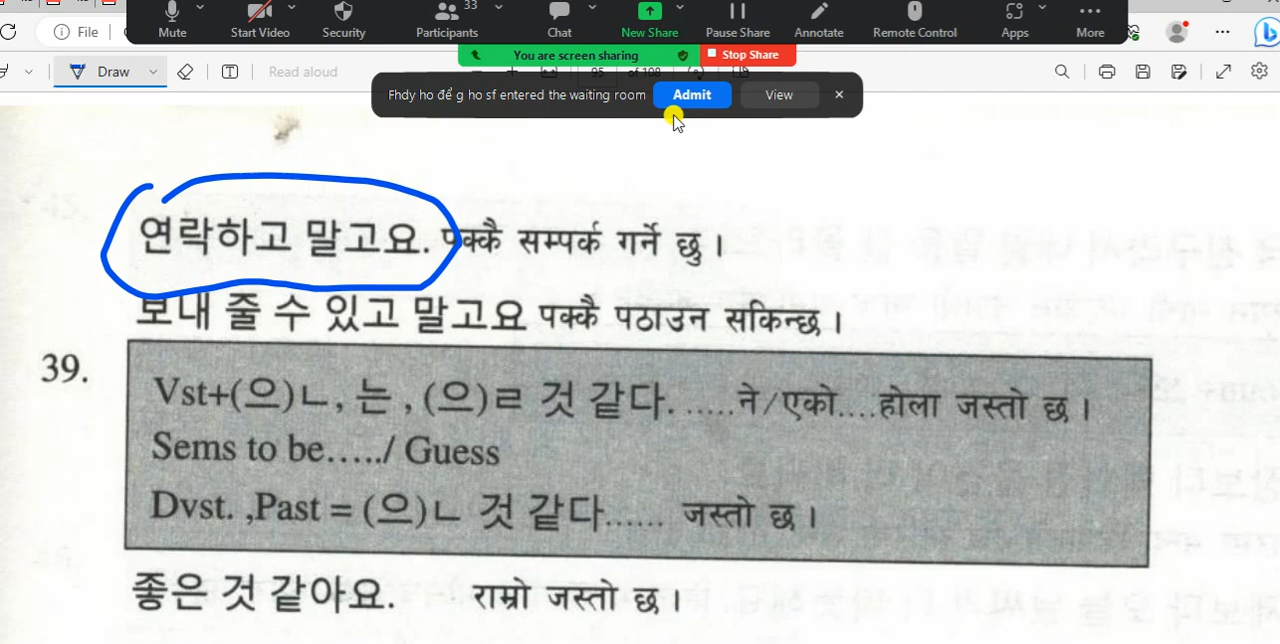 File
Mute Start Video Security Participants 33 Chat New Share Pause Share Annotate Remote Control Apps More
You are screen sharing Stop Share
Draw Read aloud 95 of 108
Fhdy ho để g ho sf entered the waiting room Admit View
연락하고 말고요. पक्कै सम्पर्क गर्ने छु।
보내 줄 수 있고 말고요 पक्कै पठाउन सकिन्छ।
39.
Vst+(으)ㄴ, 는, (으)ㄹ 것 같다. .....ने/एको....होला जस्तो छ।
Sems to be...../ Guess
Dvst. ,Past = (으)ㄴ 것 같다...... जस्तो छ।
좋은 것 같아요. राम्रो जस्तो छ।